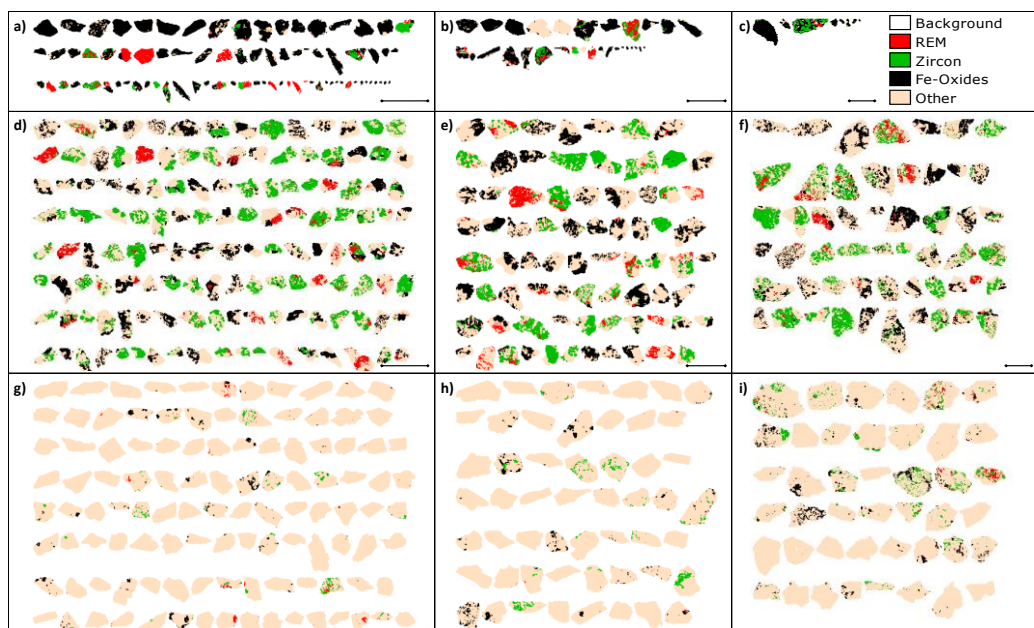 a)
b)
c)
Background
REM
Zircon
Fe-Oxides
Other
d)
e)
f)
g)
h)
i)